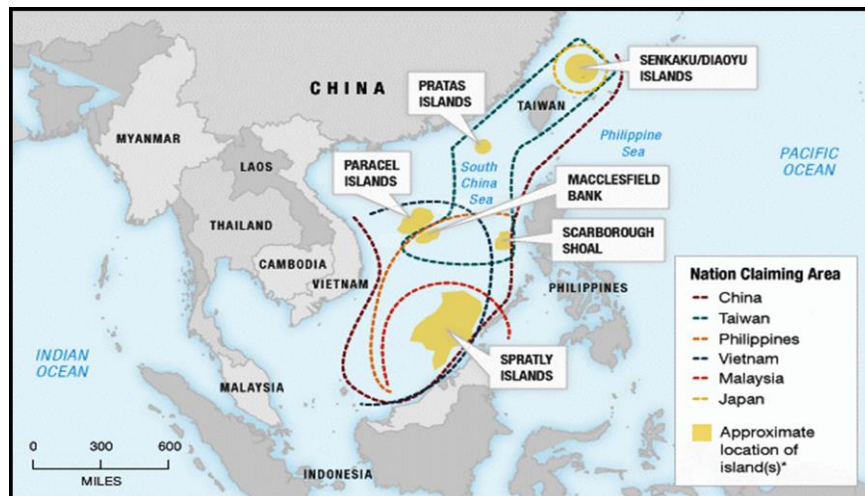 SENKAKU/DIAOYU
ISLANDS
CHINA
PRATAS
ISLANDS
TAIWAN
MYANMAR
Philippine
Sea
PACIFIC
OCEAN
LAOS
PARACEL
ISLANDS
South
China
Sea
MACCLESFIELD
BANK
THAILAND
SCARBOROUGH
SHOAL
CAMBODIA
VIETNAM
PHILIPPINES
Nation Claiming Area
China
Taiwan
Philippines
Vietnam
Malaysia
Japan
Approximate
location of
island(s)*
INDIAN
OCEAN
SPRATLY
ISLANDS
MALAYSIA
0 300 600
MILES
INDONESIA